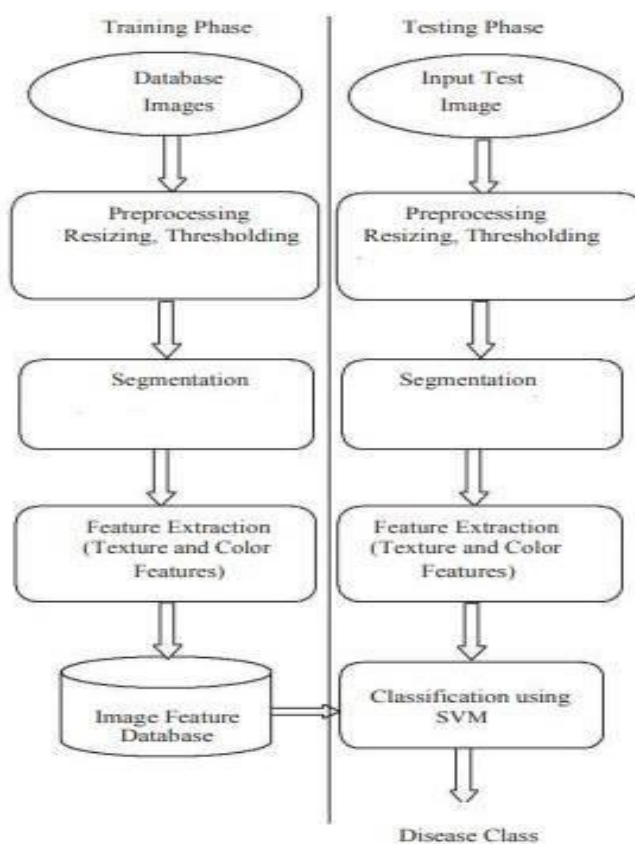 Training Phase
Database
Images
Preprocessing
Resizing, Thresholding
Segmentation
Feature Extraction
(Texture and Color
Features)
Image Feature
Database
Testing Phase
Input Test
Image
Preprocessing
Resizing, Thresholding
Segmentation
Feature Extraction
(Texture and Color
Features)
Classification using
SVM
Disease Class